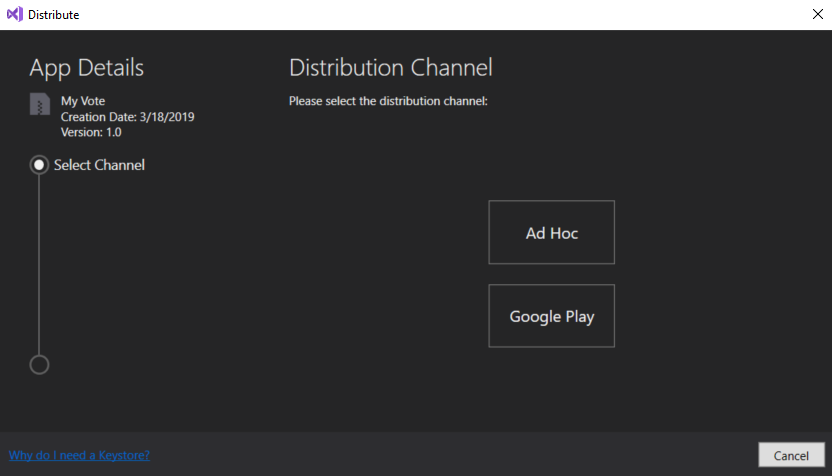 Distribute
App Details
My Vote
Creation Date: 3/18/2019
Version: 1.0
Select Channel
Distribution Channel
Please select the distribution channel:
Ad Hoc
Google Play
Why do I need a Keystore?
Cancel